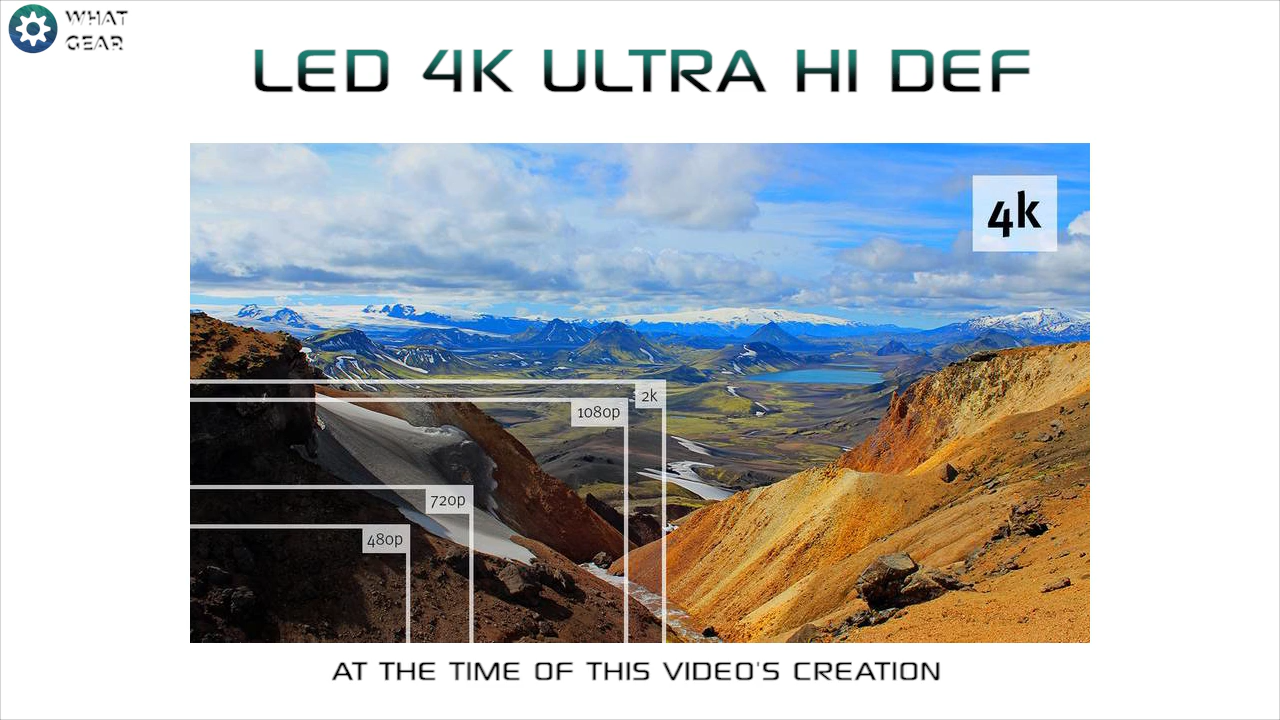 WHAT
GEAR
LED 4K ULTRA HI DEF
4k
2k
1080p
720p
480p
AT THE TIME OF THIS VIDEO'S CREATION